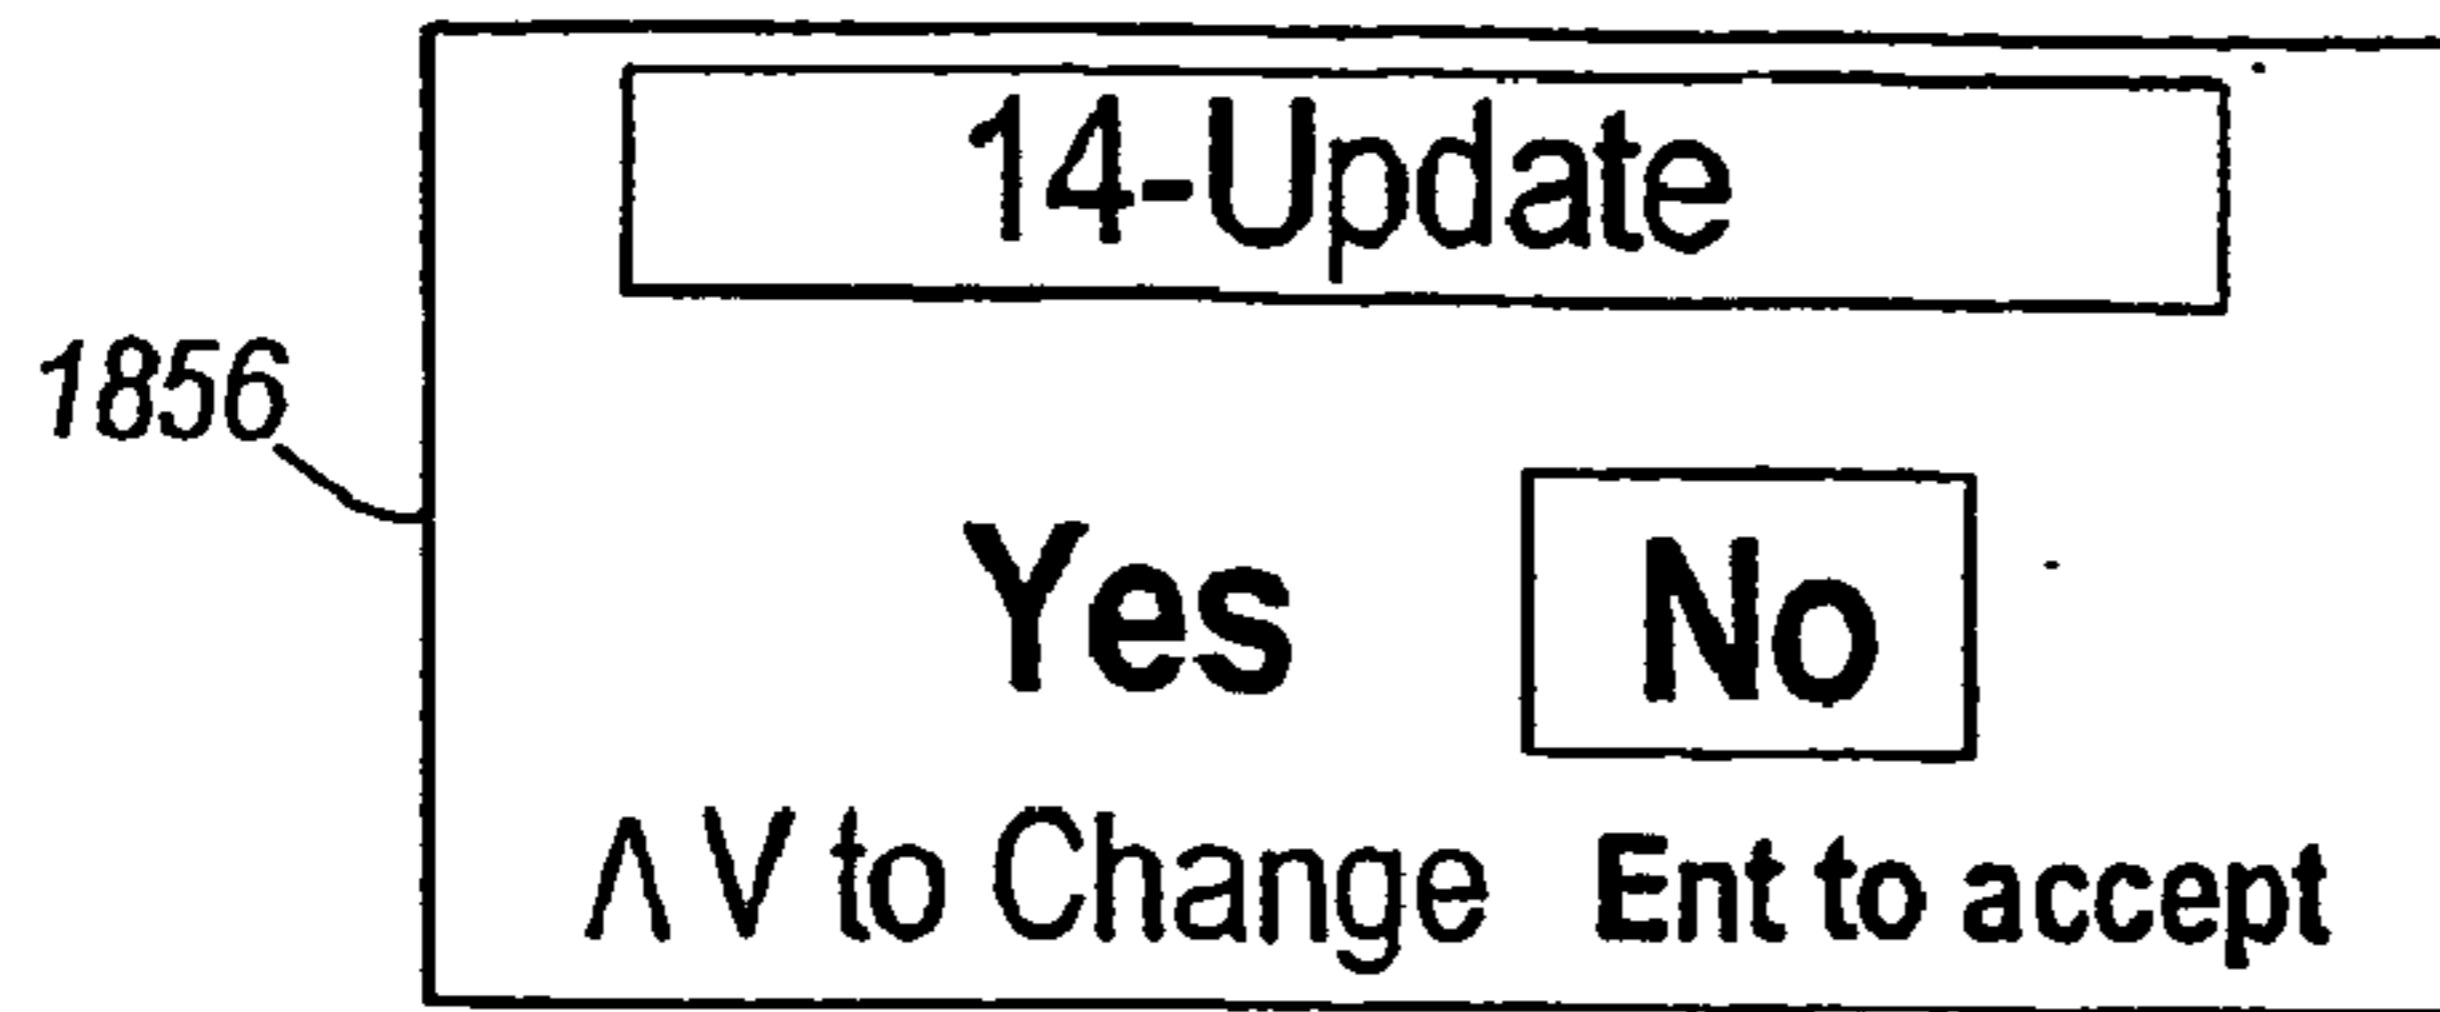 14-Update
1856
Yes No
Λ V to Change Ent to accept